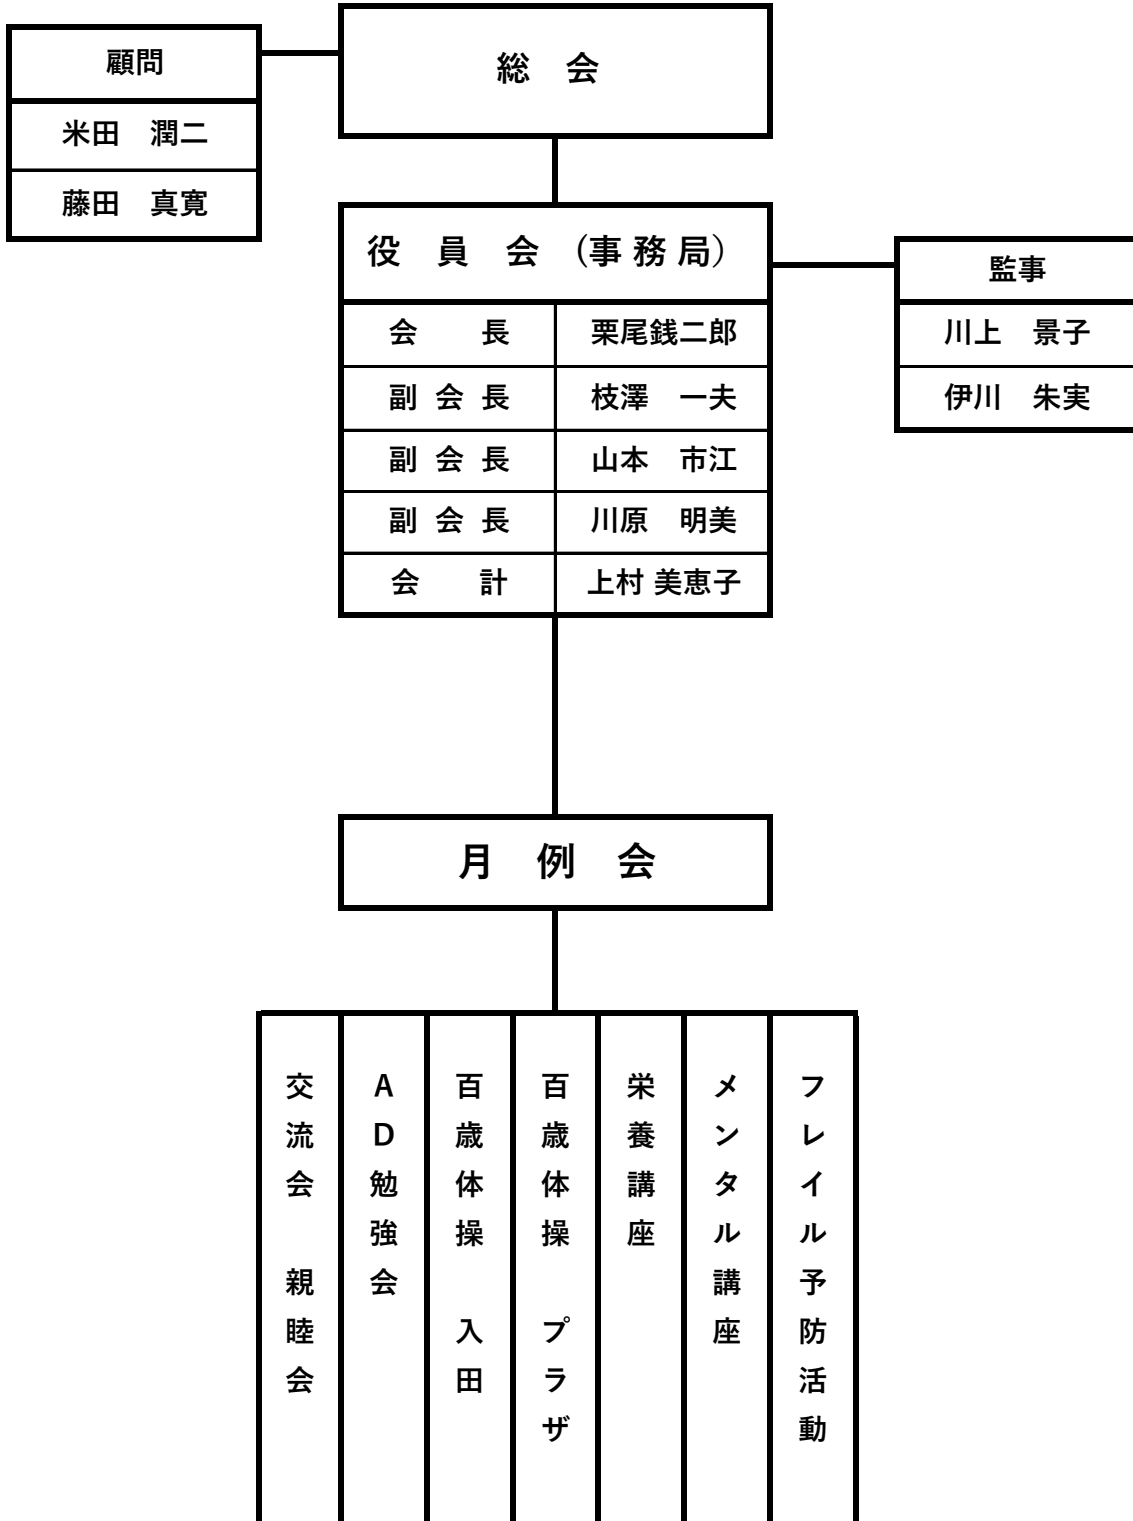 総　会
顧問
米田　潤二
藤田　真寛
役　員　会　（事 務 局）
会　　長　栗尾銭二郎
副 会 長　枝澤　一夫
副 会 長　山本　市江
副 会 長　川原　明美
会　　計　上村 美恵子
監事
川上　景子
伊川　朱実
月　例　会
交流会　親睦会
ＡＤ勉強会
百歳体操　入田
百歳体操　プラザ
栄養講座
メンタル講座
フレイル予防活動